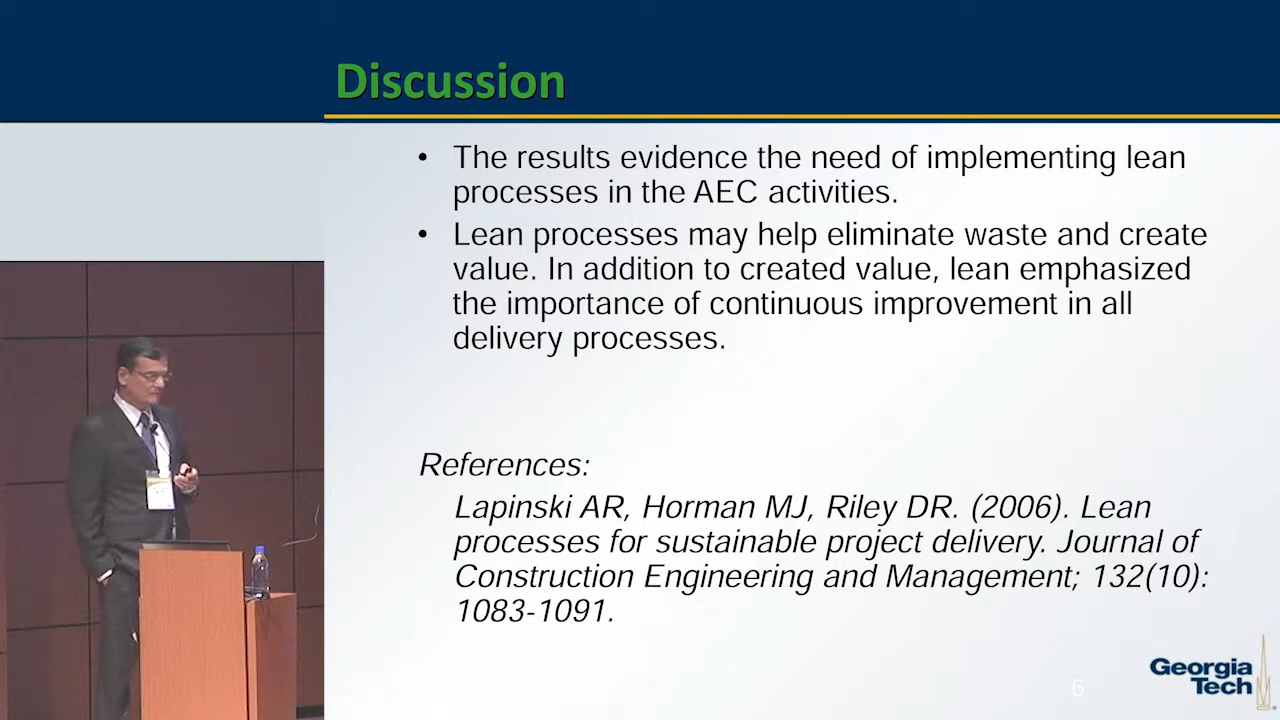 Discussion
• The results evidence the need of implementing lean
processes in the AEC activities.
• Lean processes may help eliminate waste and create
value. In addition to created value, lean emphasized
the importance of continuous improvement in all
delivery processes.
References:
Lapinski AR, Horman MJ, Riley DR. (2006). Lean
processes for sustainable project delivery. Journal of
Construction Engineering and Management; 132(10):
1083-1091.
6
Georgia
Tech